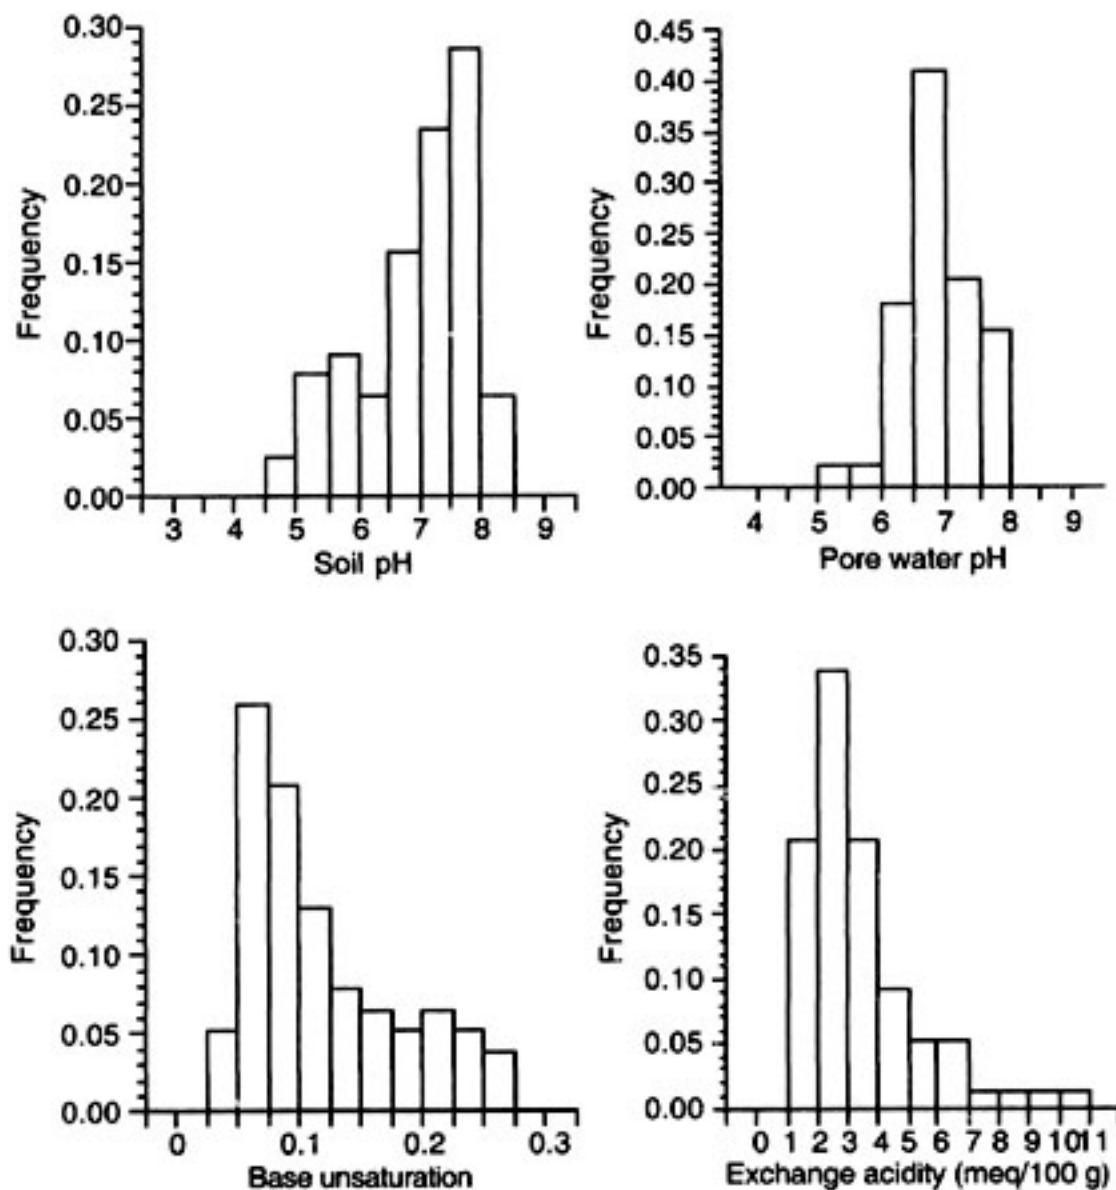 0.30
0.25
0.20
0.15
0.10
0.05
0.00
Frequency
3 4 5 6 7 8 9
Soil pH
0.45
0.40
0.35
0.30
0.25
0.20
0.15
0.10
0.05
0.00
Frequency
4 5 6 7 8 9
Pore water pH
0.30
0.25
0.20
0.15
0.10
0.05
0.00
Frequency
0 0.1 0.2 0.3
Base unsaturation
0.35
0.30
0.25
0.20
0.15
0.10
0.05
0.00
Frequency
0 1 2 3 4 5 6 7 8 9 10 11
Exchange acidity (meq/100 g)